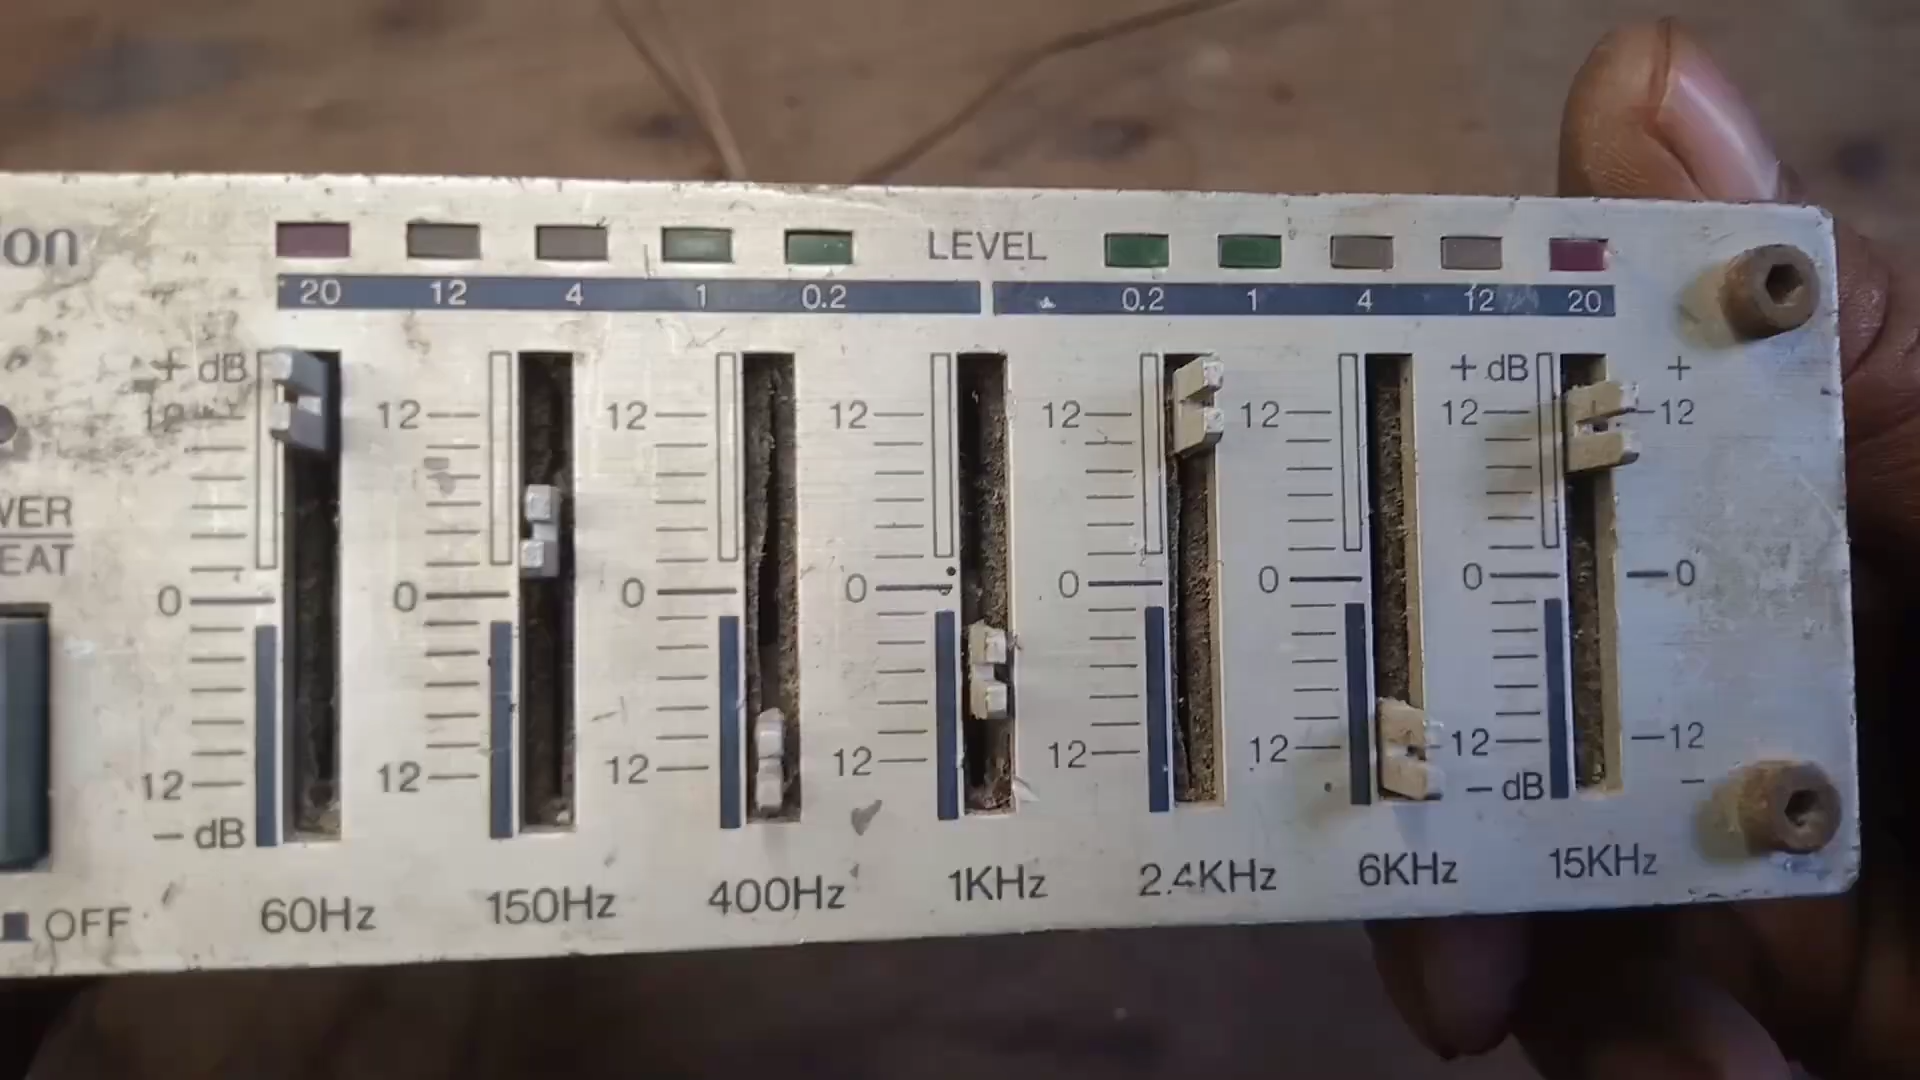 ion
LEVEL
20 12 4 1 0.2
0.2 1 4 12 20
+ dB
+ dB +
12 12 12 12 12 12 12 12
WER
EAT
0 0 0 0 0 0 0 0
12 12 12 12 12 12 12 12
− dB
− dB −
OFF
60Hz 150Hz 400Hz 1KHz 2.4KHz 6KHz 15KHz